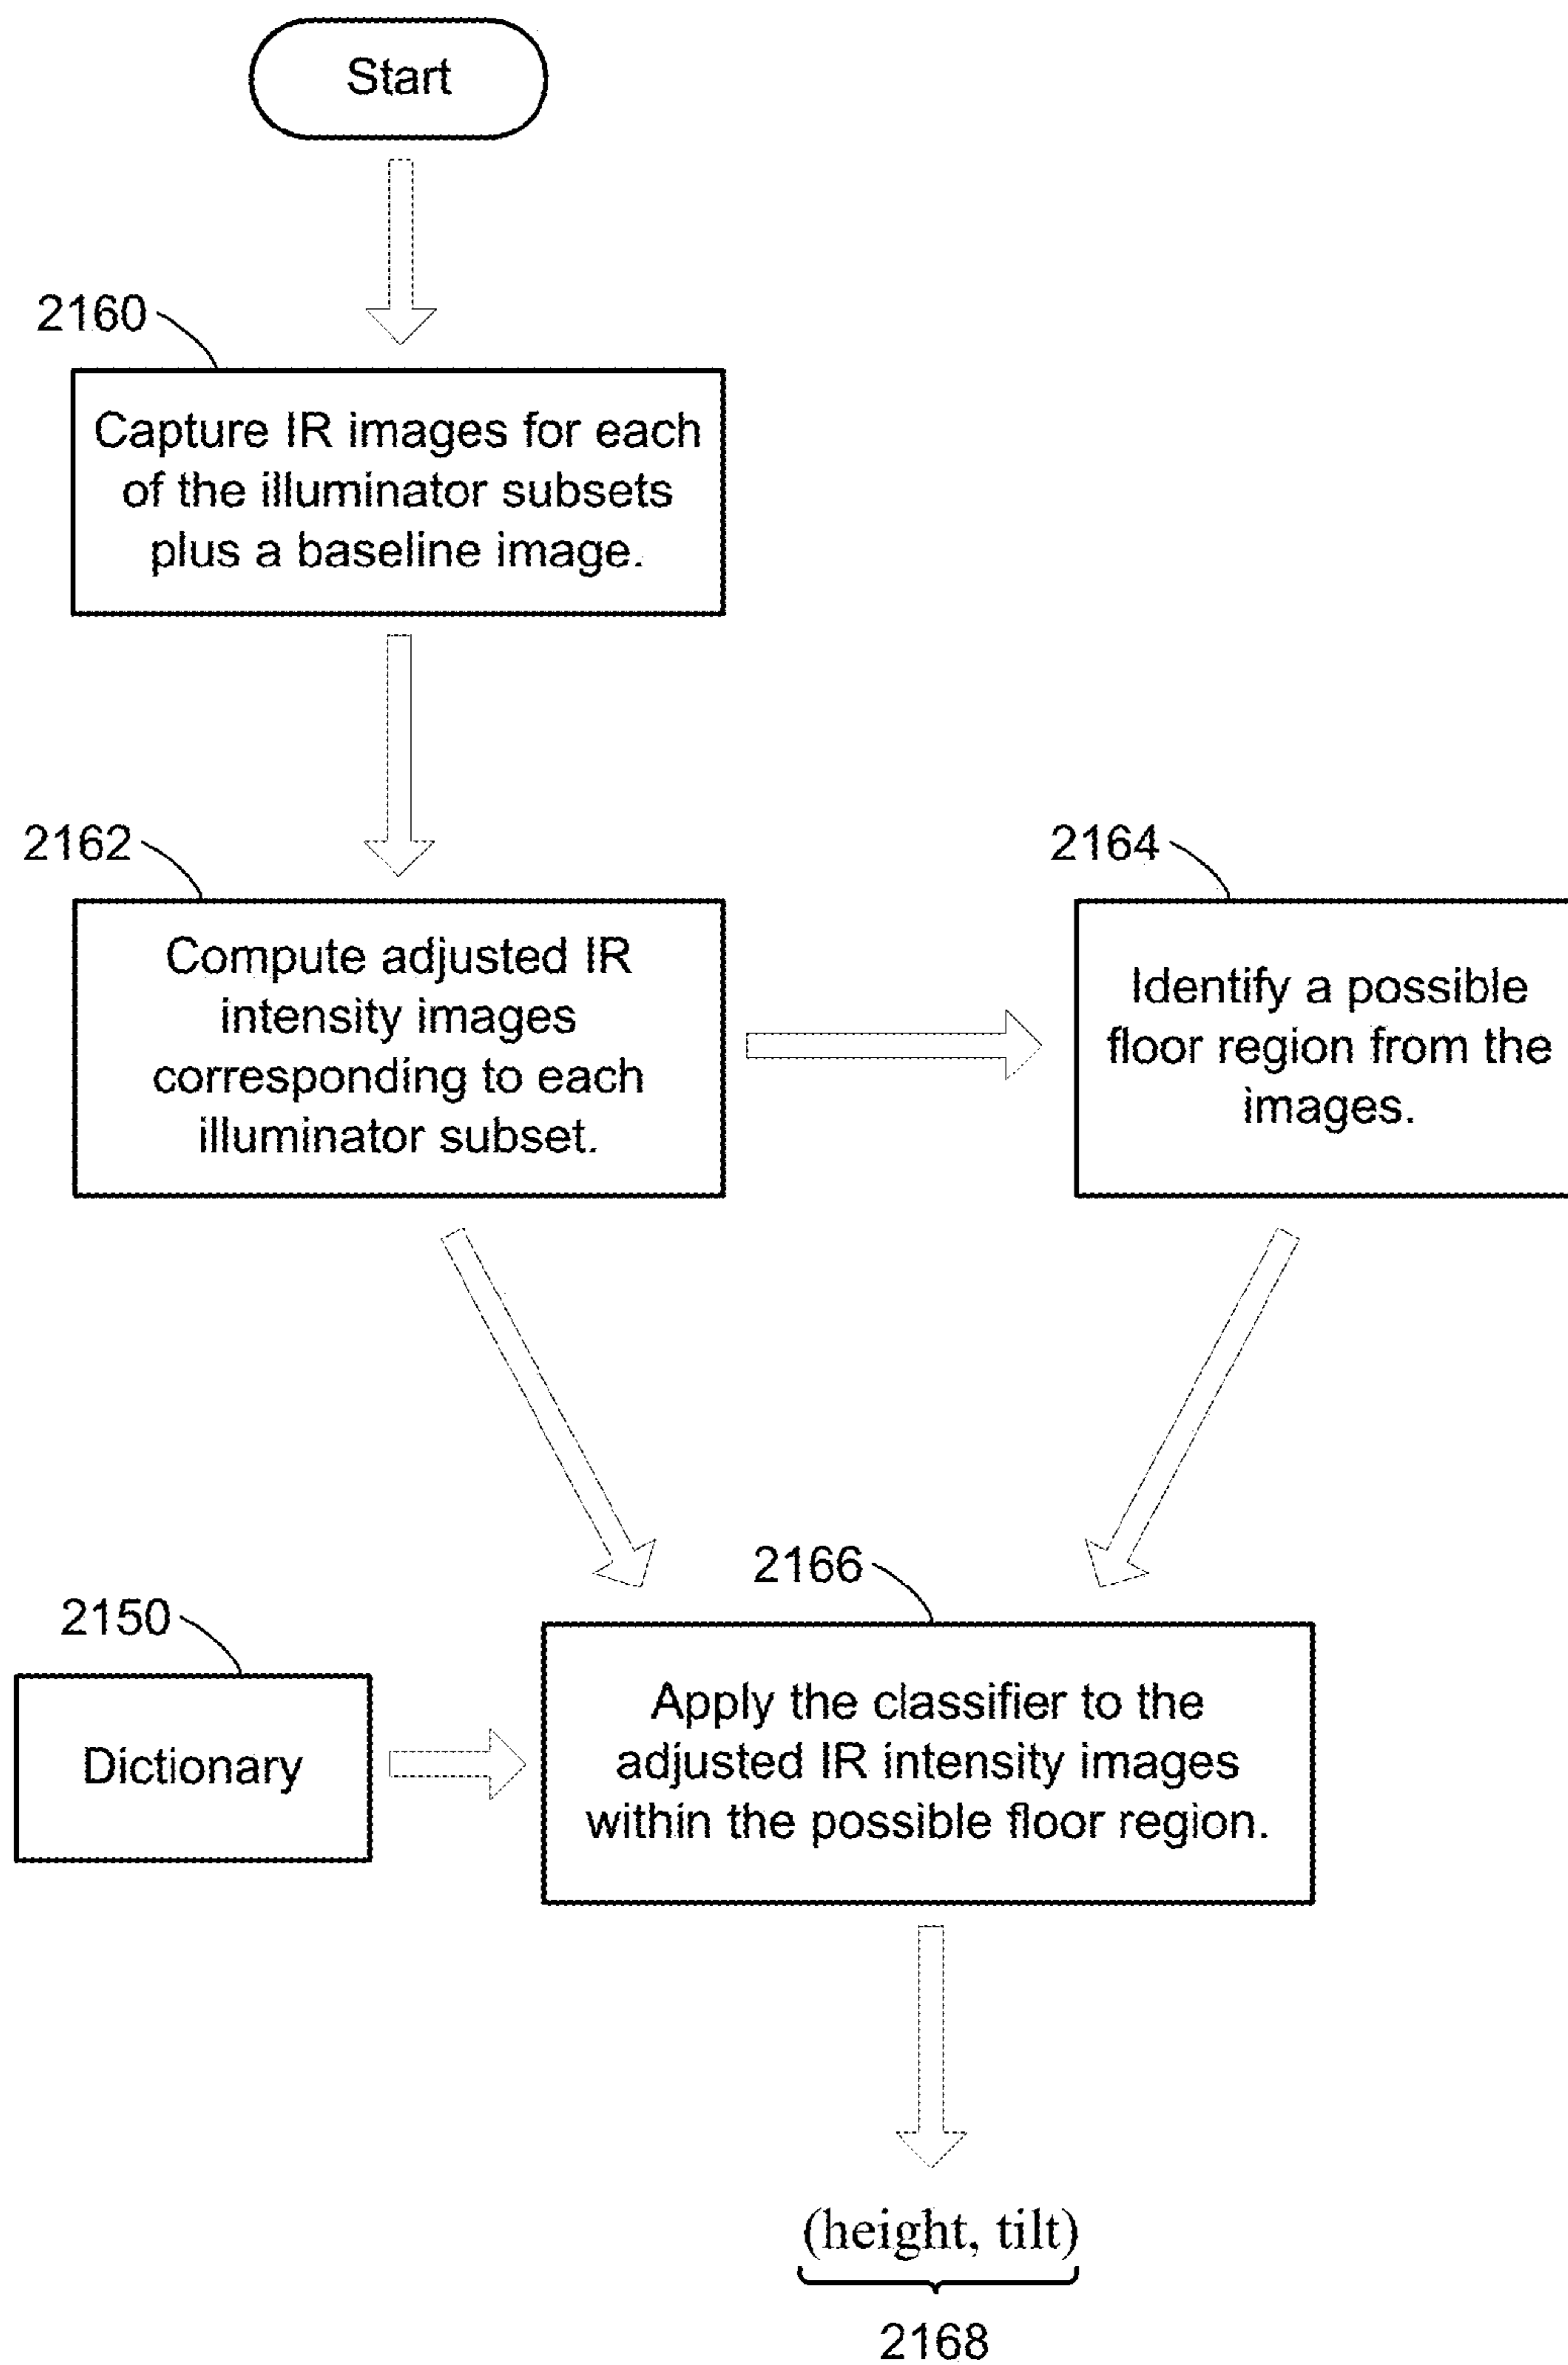 Start
2160
Capture IR images for each
of the illuminator subsets
plus a baseline image.
2162
Compute adjusted IR
intensity images
corresponding to each
illuminator subset.
2164
Identify a possible
floor region from the
images.
2166
Apply the classifier to the
adjusted IR intensity images
within the possible floor region.
2150
Dictionary
(height, tilt)
2168